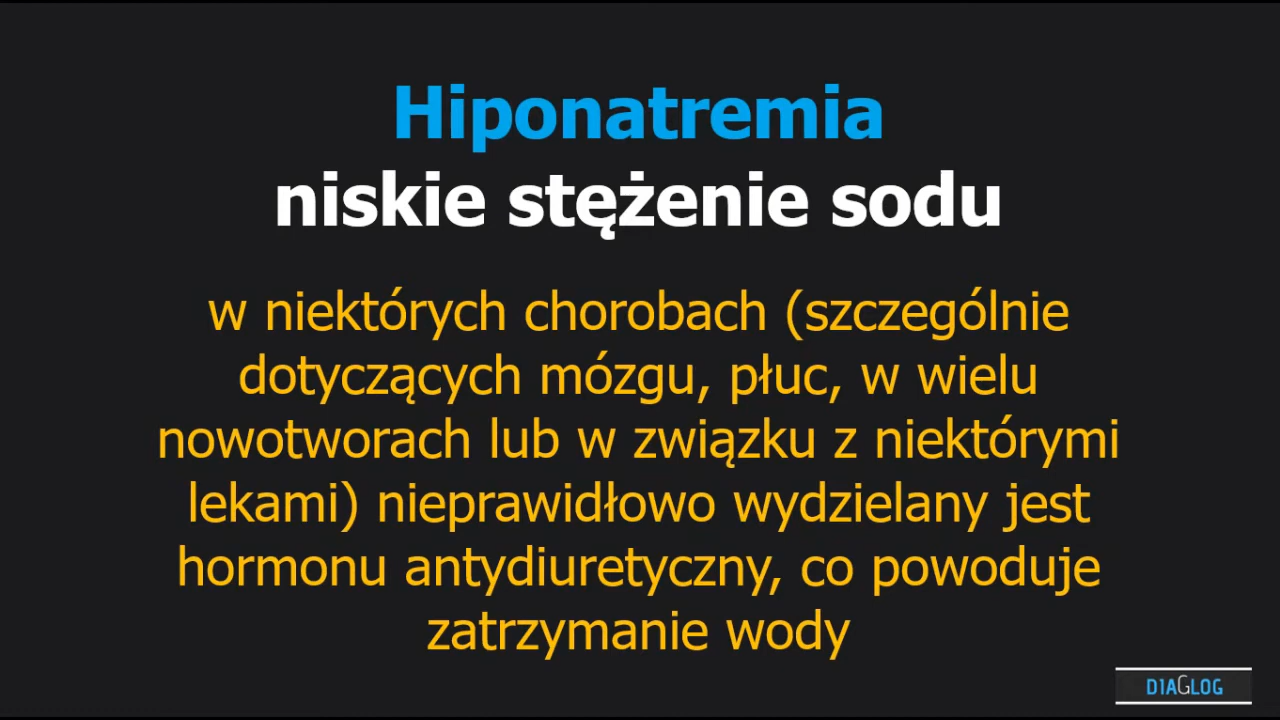 Hiponatremia
niskie stężenie sodu
w niektórych chorobach (szczególnie
dotyczących mózgu, płuc, w wielu
nowotworach lub w związku z niektórymi
lekami) nieprawidłowo wydzielany jest
hormonu antydiuretyczny, co powoduje
zatrzymanie wody
DIAGLOG